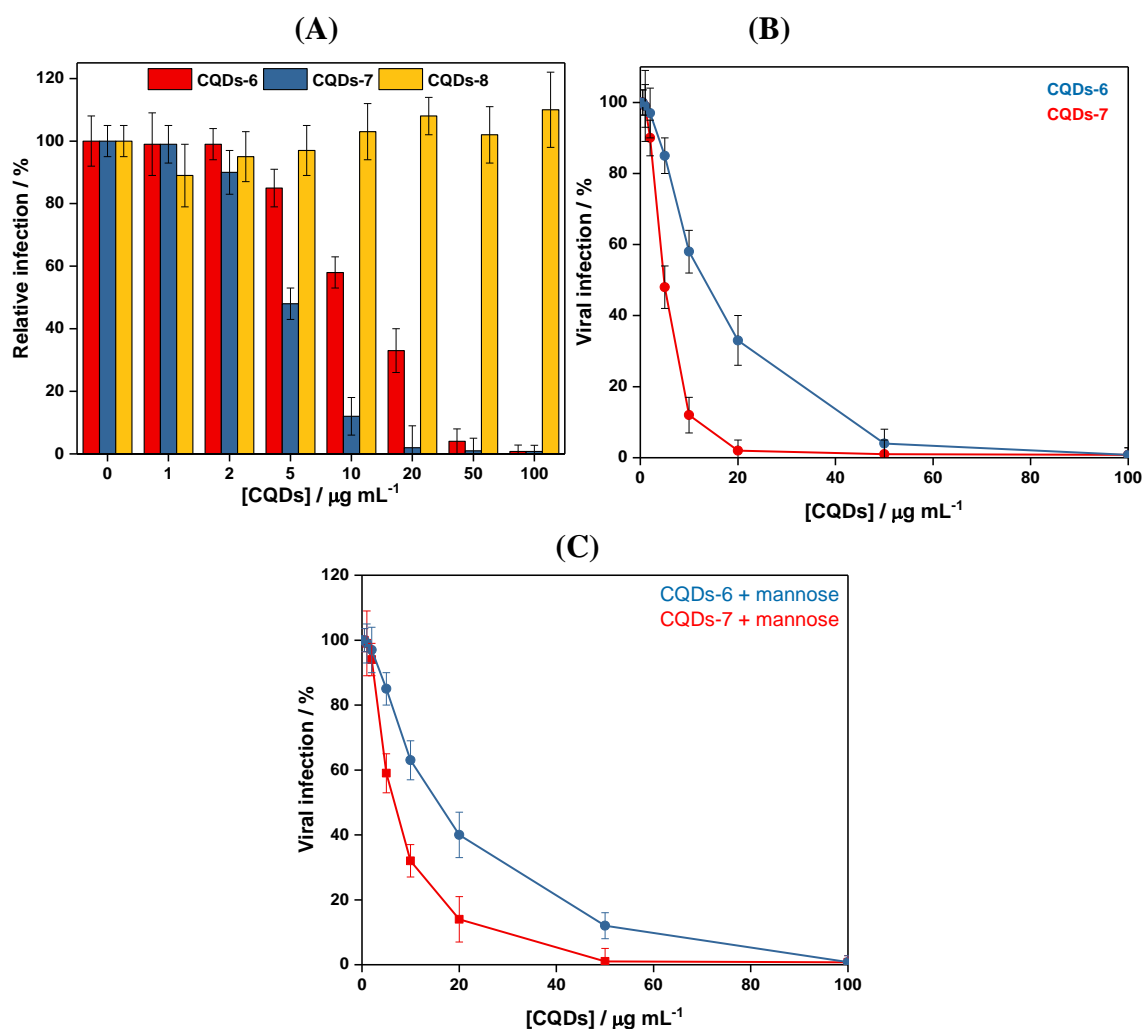 (A)
CQDs-6 CQDs-7 CQDs-8
120
100
80
60
40
20
0
Relative infection / %
0 1 2 5 10 20 50 100
[CQDs] / μg mL-1
(B)
CQDs-6
CQDs-7
100
80
60
40
20
0
Viral infection / %
0 20 40 60 80 100
[CQDs] / μg mL-1
(C)
CQDs-6 + mannose
CQDs-7 + mannose
120
100
80
60
40
20
0
Viral infection / %
0 20 40 60 80 100
[CQDs] / μg mL-1